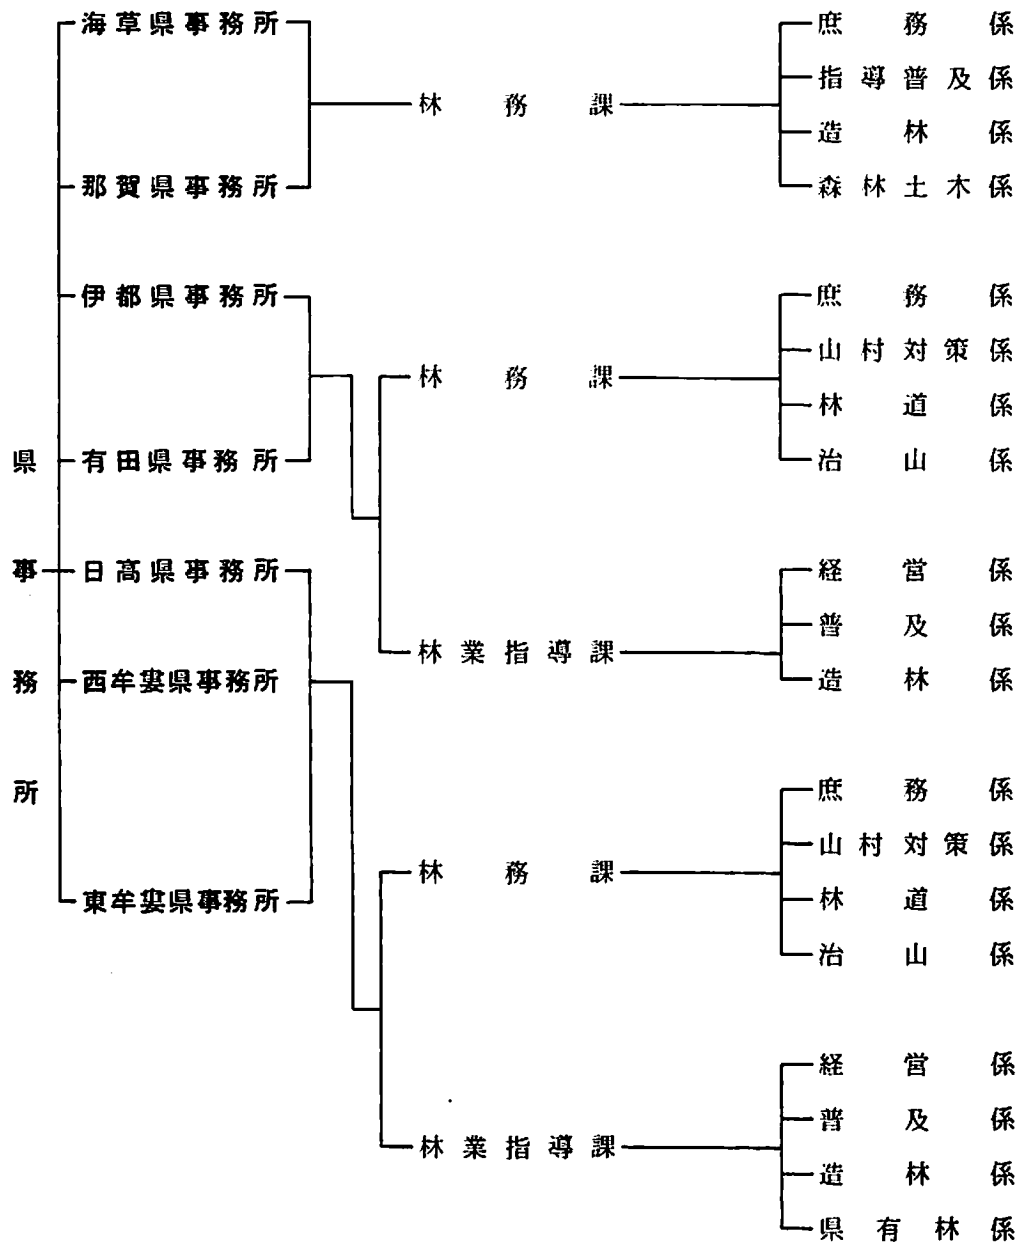 県事務所
海草県事務所
那賀県事務所
伊都県事務所
有田県事務所
日高県事務所
西牟婁県事務所
東牟婁県事務所
林務課
庶務係
指導普及係
造林係
森林土木係
林務課
庶務係
山村対策係
林道係
治山係
林業指導課
経営係
普及係
造林係
林務課
庶務係
山村対策係
林道係
治山係
林業指導課
経営係
普及係
造林係
県有林係